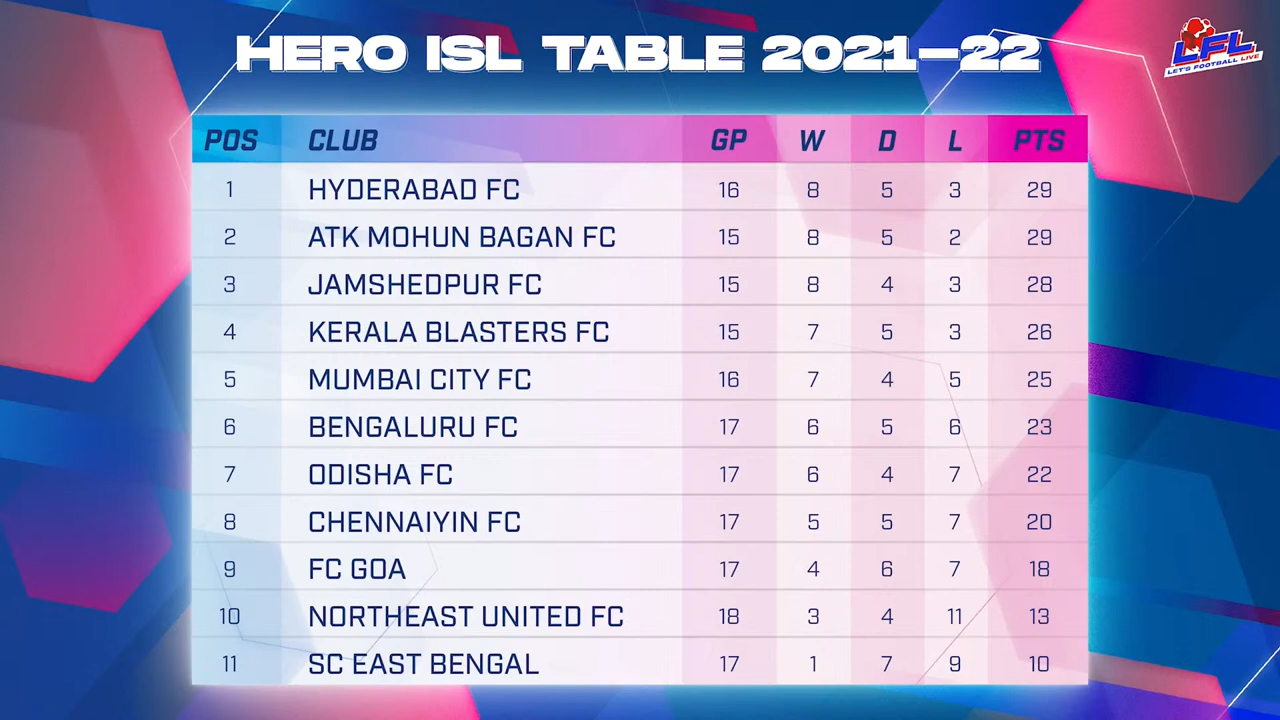 HERO ISL TABLE 2021-22
LFL
LET'S FOOTBALL LIVE
POS CLUB GP W D L PTS
1 HYDERABAD FC 16 8 5 3 29
2 ATK MOHUN BAGAN FC 15 8 5 2 29
3 JAMSHEDPUR FC 15 8 4 3 28
4 KERALA BLASTERS FC 15 7 5 3 26
5 MUMBAI CITY FC 16 7 4 5 25
6 BENGALURU FC 17 6 5 6 23
7 ODISHA FC 17 6 4 7 22
8 CHENNAIYIN FC 17 5 5 7 20
9 FC GOA 17 4 6 7 18
10 NORTHEAST UNITED FC 18 3 4 11 13
11 SC EAST BENGAL 17 1 7 9 10